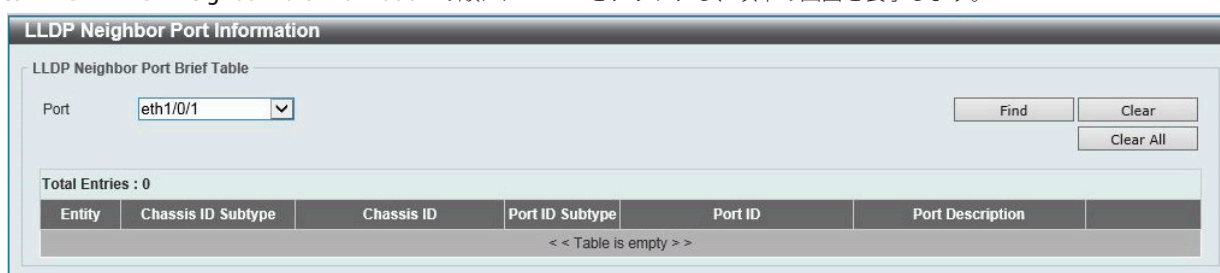 LLDP Neighbor Port Information
LLDP Neighbor Port Brief Table
Port eth1/0/1 Find Clear
Clear All
Total Entries : 0
Entity Chassis ID Subtype Chassis ID Port ID Subtype Port ID Port Description
< < Table is empty > >